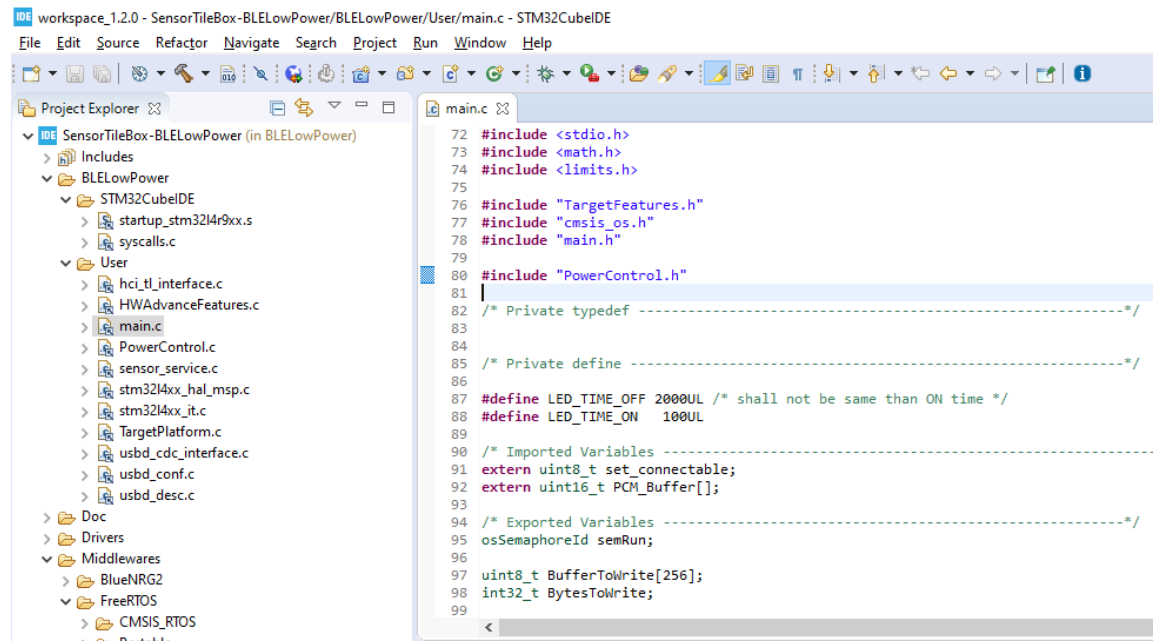 IDE workspace_1.2.0 - SensorTileBox-BLELowPower/BLELowPower/User/main.c - STM32CubeIDE
File Edit Source Refactor Navigate Search Project Run Window Help
Project Explorer
SensorTileBox-BLELowPower (in BLELowPower)
Includes
BLELowPower
STM32CubeIDE
startup_stm32l4r9xx.s
syscalls.c
User
hci_tl_interface.c
HWAdvanceFeatures.c
main.c
PowerControl.c
sensor_service.c
stm32l4xx_hal_msp.c
stm32l4xx_it.c
TargetPlatform.c
usbd_cdc_interface.c
usbd_conf.c
usbd_desc.c
Doc
Drivers
Middlewares
BlueNRG2
FreeRTOS
CMSIS_RTOS
main.c
72 #include <stdio.h>
73 #include <math.h>
74 #include <limits.h>
75
76 #include "TargetFeatures.h"
77 #include "cmsis_os.h"
78 #include "main.h"
79
80 #include "PowerControl.h"
81
82 /* Private typedef -------------------------------------------------------------*/
83
84
85 /* Private define --------------------------------------------------------------*/
86
87 #define LED_TIME_OFF 2000UL /* shall not be same than ON time */
88 #define LED_TIME_ON   100UL
89
90 /* Imported Variables --------------------------------------------------------------
91 extern uint8_t set_connectable;
92 extern uint16_t PCM_Buffer[];
93
94 /* Exported Variables ----------------------------------------------------------*/
95 osSemaphoreId semRun;
96
97 uint8_t BufferToWrite[256];
98 int32_t BytesToWrite;
99